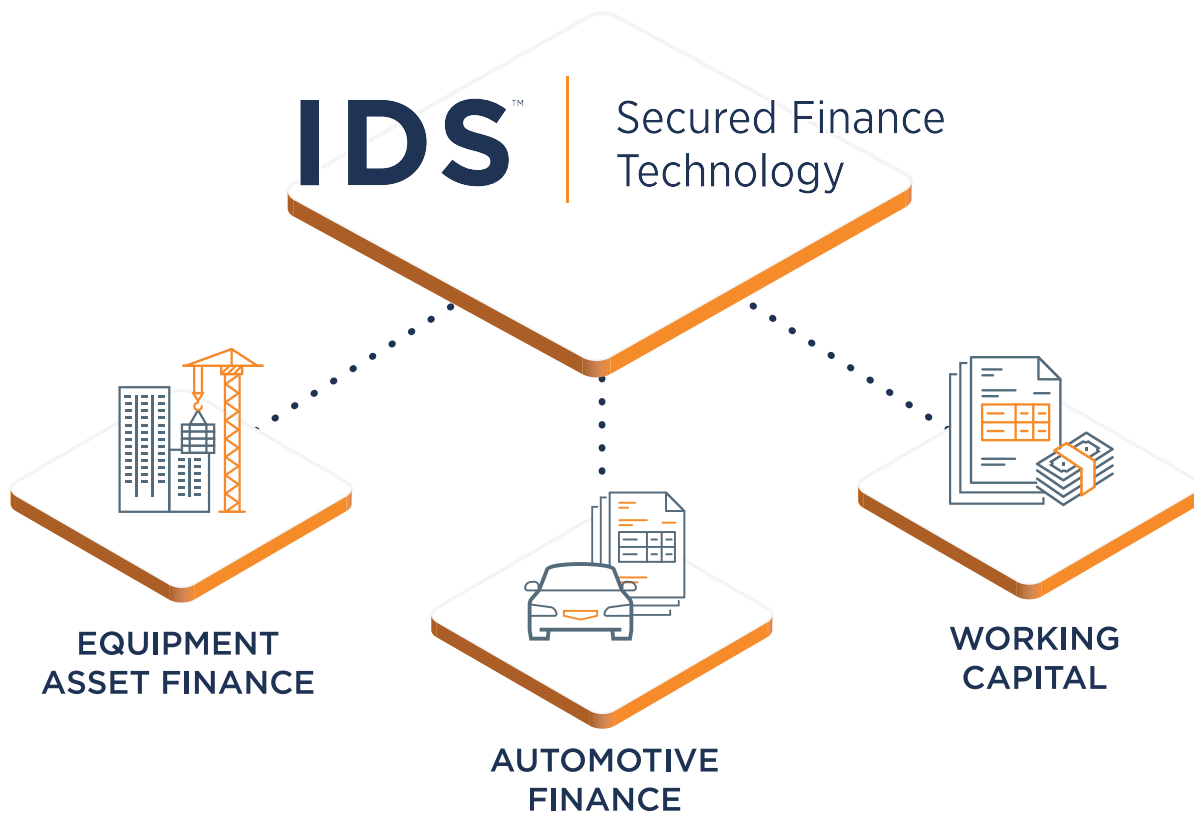 IDS™
Secured Finance
Technology
EQUIPMENT
ASSET FINANCE
AUTOMOTIVE
FINANCE
WORKING
CAPITAL